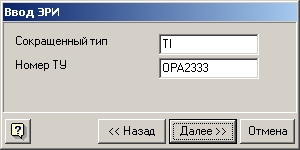 Ввод ЭРИ
Сокращенный тип TI
Номер ТУ OPA2333
<< Назад Далее >> Отмена